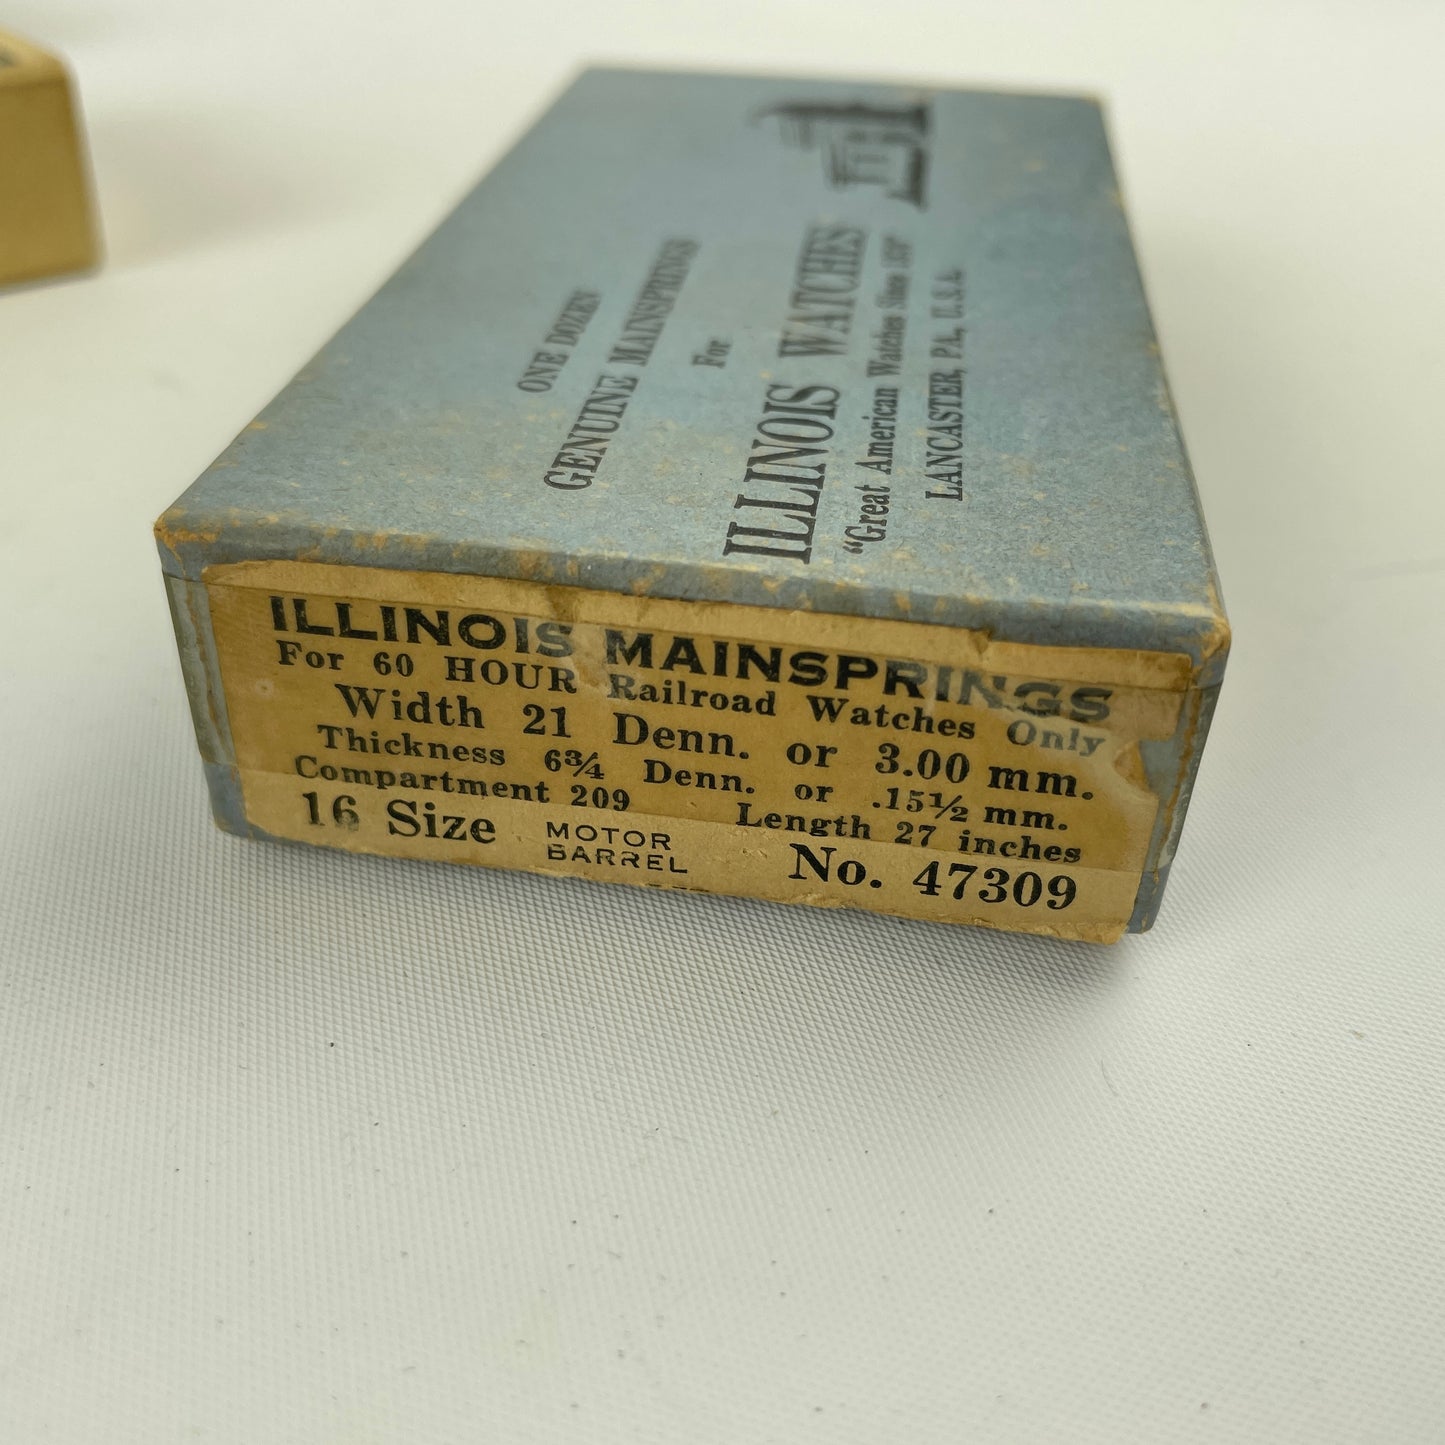 ONE DOZEN
GENUINE MAINSPRINGS
For
ILLINOIS WATCHES
"Great American Watches Since 1870"
LANCASTER, PA., U.S.A.
ILLINOIS MAINSPRINGS
For 60 HOUR Railroad Watches Only
Width 21 Denn. or 3.00 mm.
Thickness 6¾ Denn. or .15½ mm.
Compartment 209 Length 27 inches
16 Size MOTOR BARREL No. 47309